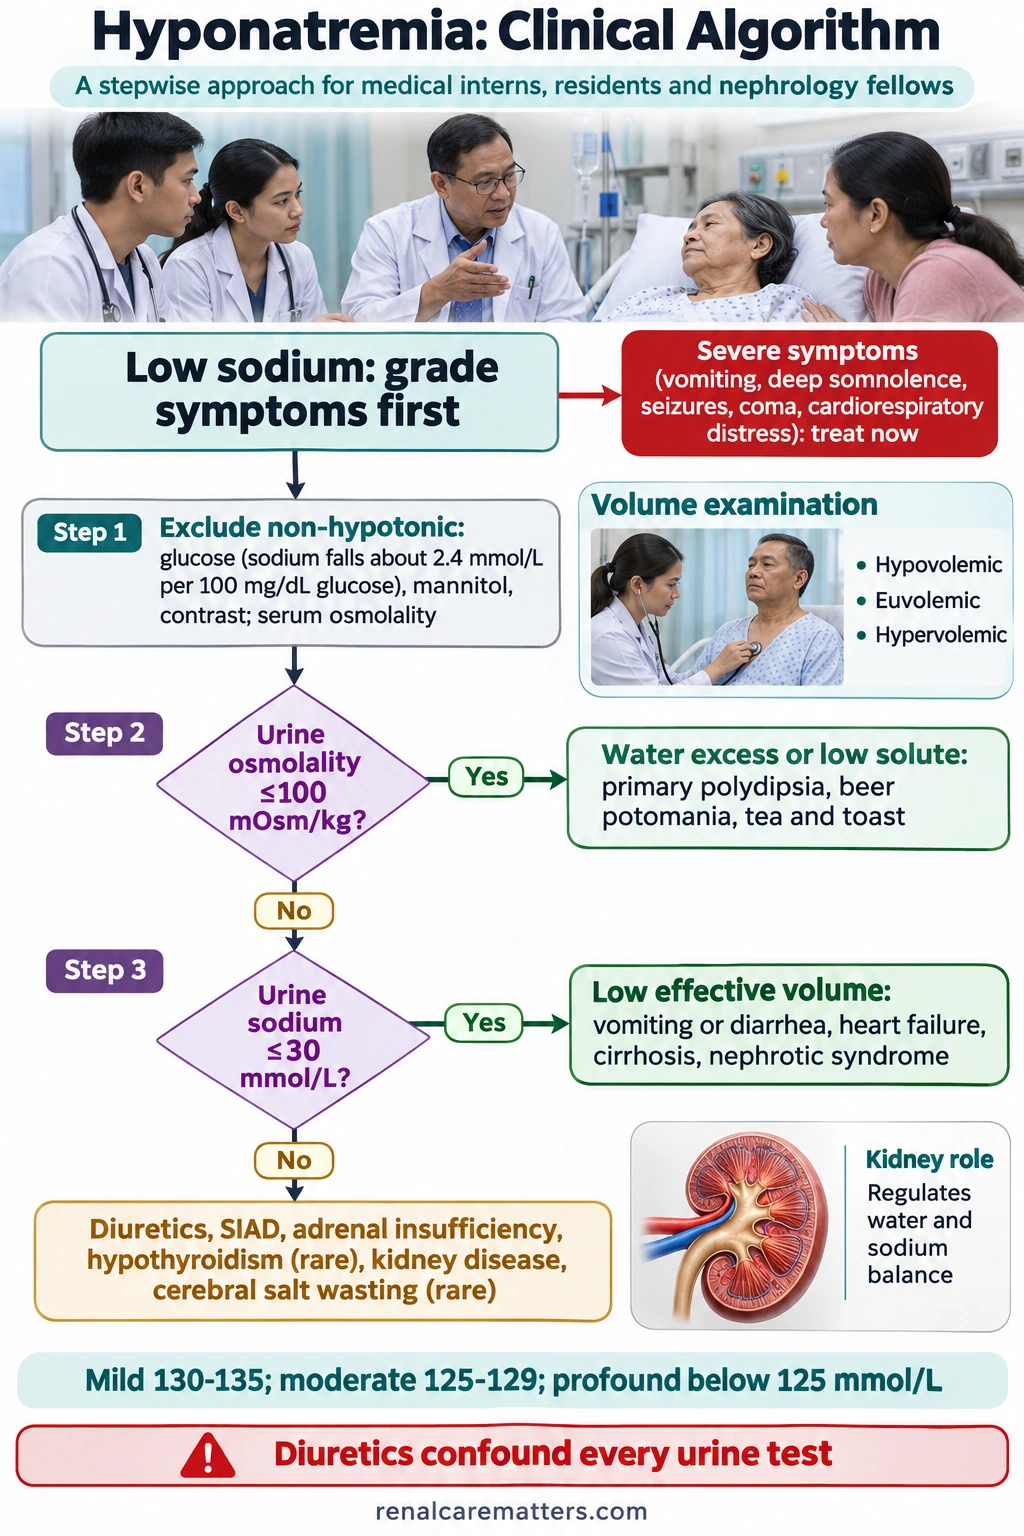 Hyponatremia: Clinical Algorithm
A stepwise approach for medical interns, residents and nephrology fellows
Low sodium: grade
symptoms first
Severe symptoms
(vomiting, deep somnolence,
seizures, coma, cardiorespiratory
distress): treat now
Step 1
Exclude non-hypotonic:
glucose (sodium falls about 2.4 mmol/L
per 100 mg/dL glucose), mannitol,
contrast; serum osmolality
Volume examination
• Hypovolemic
• Euvolemic
• Hypervolemic
Step 2
Urine
osmolality
≤100
mOsm/kg?
Yes
Water excess or low solute:
primary polydipsia, beer
potomania, tea and toast
No
Step 3
Urine
sodium
≤30
mmol/L?
Yes
Low effective volume:
vomiting or diarrhea, heart failure,
cirrhosis, nephrotic syndrome
No
Diuretics, SIAD, adrenal insufficiency,
hypothyroidism (rare), kidney disease,
cerebral salt wasting (rare)
Kidney role
Regulates
water and
sodium
balance
Mild 130-135; moderate 125-129; profound below 125 mmol/L
Diuretics confound every urine test
renalcarematters.com